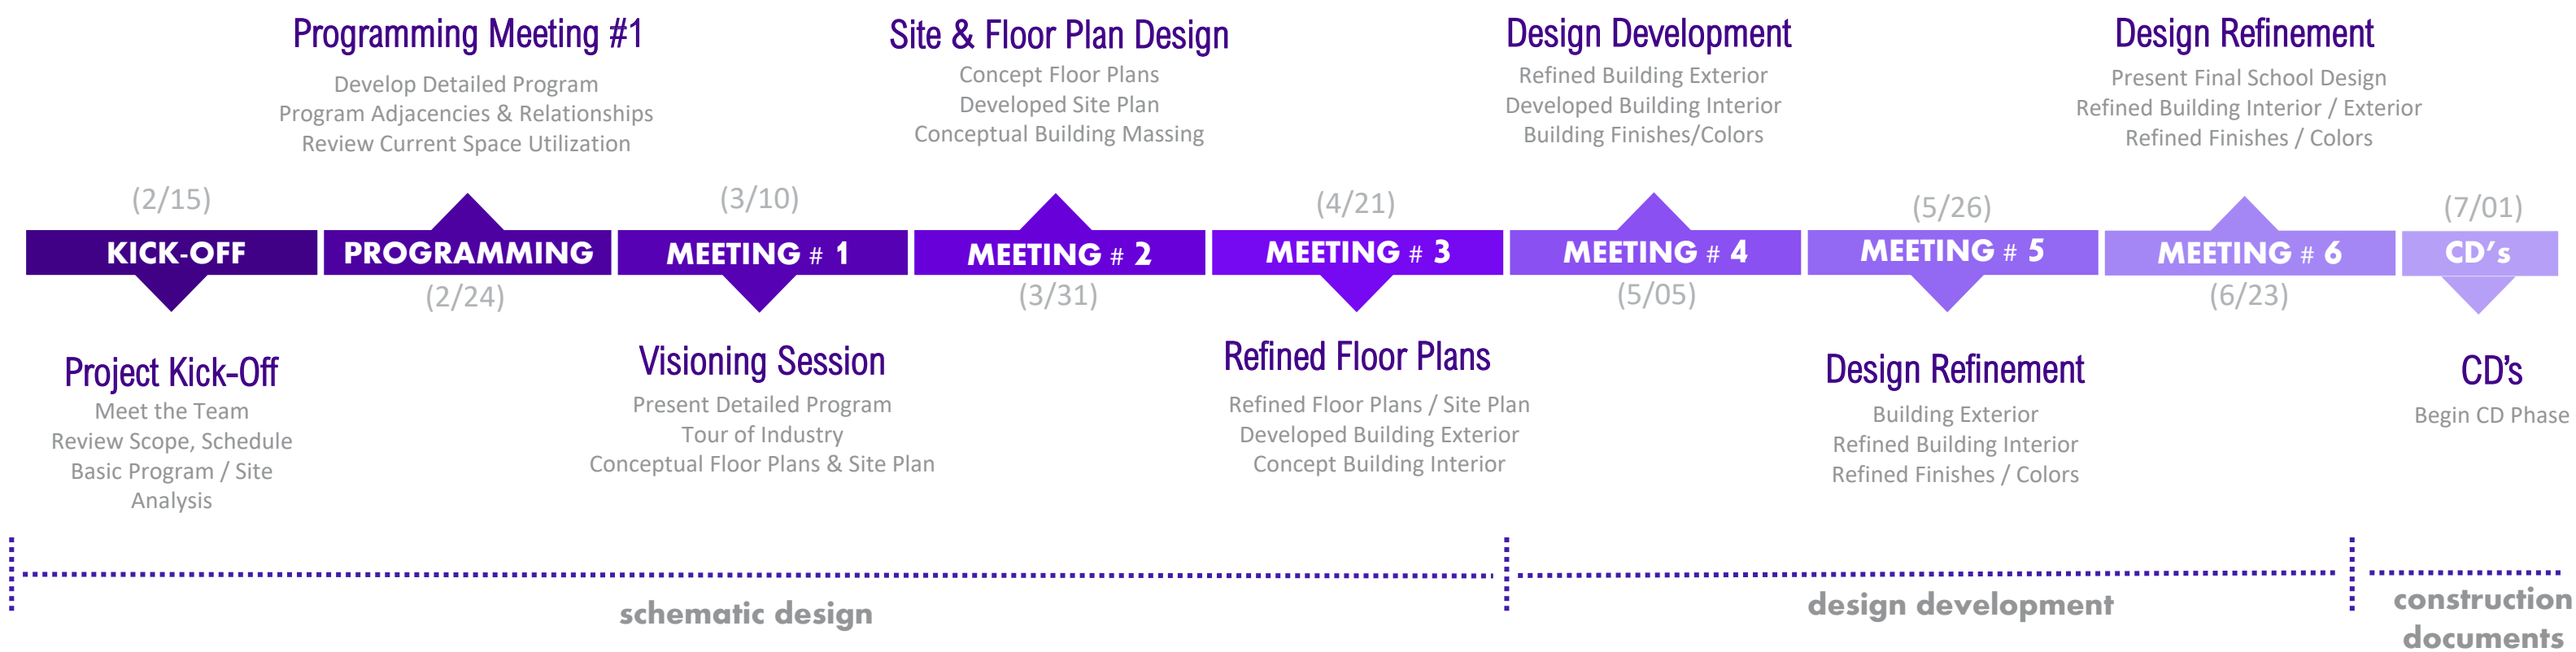 Programming Meeting #1
Develop Detailed Program
Program Adjacencies & Relationships
Review Current Space Utilization
Site & Floor Plan Design
Concept Floor Plans
Developed Site Plan
Conceptual Building Massing
Design Development
Refined Building Exterior
Developed Building Interior
Building Finishes/Colors
Design Refinement
Present Final School Design
Refined Building Interior / Exterior
Refined Finishes / Colors
(2/15)
(3/10)
(4/21)
(5/26)
(7/01)
KICK-OFF
PROGRAMMING
MEETING # 1
MEETING # 2
MEETING # 3
MEETING # 4
MEETING # 5
MEETING # 6
CD's
(2/24)
(3/31)
(5/05)
(6/23)
Project Kick-Off
Meet the Team
Review Scope, Schedule
Basic Program / Site
Analysis
Visioning Session
Present Detailed Program
Tour of Industry
Conceptual Floor Plans & Site Plan
Refined Floor Plans
Refined Floor Plans / Site Plan
Developed Building Exterior
Concept Building Interior
Design Refinement
Building Exterior
Refined Building Interior
Refined Finishes / Colors
CD's
Begin CD Phase
schematic design
design development
construction
documents